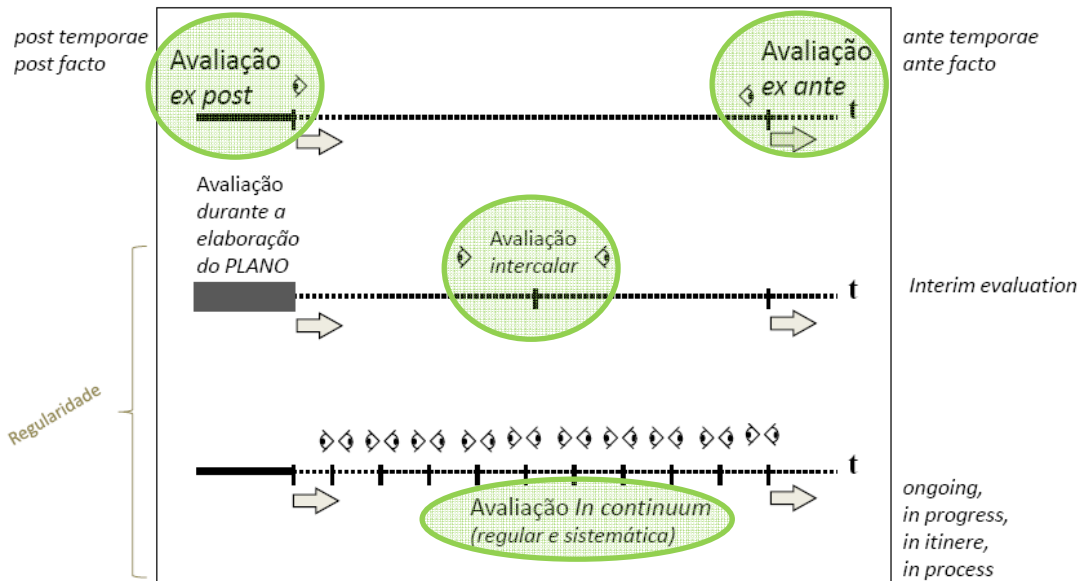 post temporae
post facto
Avaliação
ex post
Avaliação
ex ante
t
ante temporae
ante facto
Avaliação
durante a
elaboração
do PLANO
Avaliação
intercalar
t
Interim evaluation
Regularidade
t
Avaliação In continuum
(regular e sistemática)
ongoing,
in progress,
in itinere,
in process